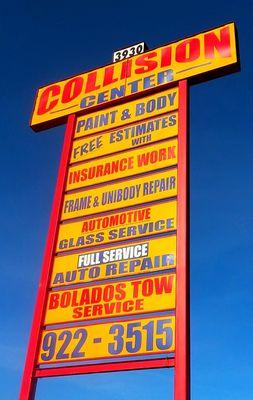 3930
COLLISION
CENTER
PAINT & BODY
FREE ESTIMATES
WITH
INSURANCE WORK
FRAME & UNIBODY REPAIR
AUTOMOTIVE
GLASS SERVICE
FULL SERVICE
AUTO REPAIR
BOLADOS TOW
SERVICE
922-3515